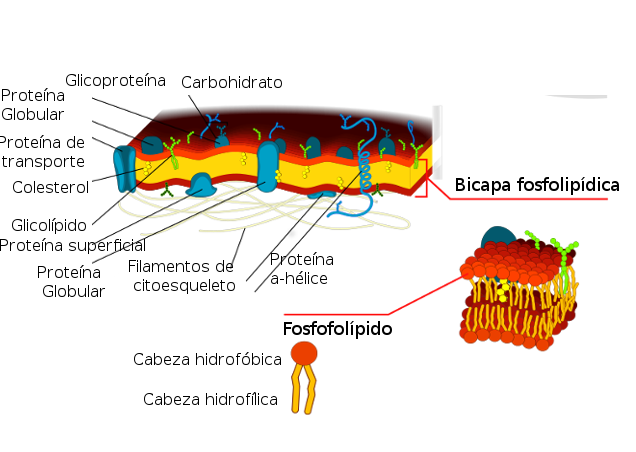 Glicoproteína
Carbohidrato
Proteína
Globular
Proteína de
transporte
Colesterol
Glicolípido
Proteína superficial
Proteína
Globular
Filamentos de
citoesqueleto
Proteína
a-hélice
Bicapa fosfolipídica
Fosfofolípido
Cabeza hidrofóbica
Cabeza hidrofílica